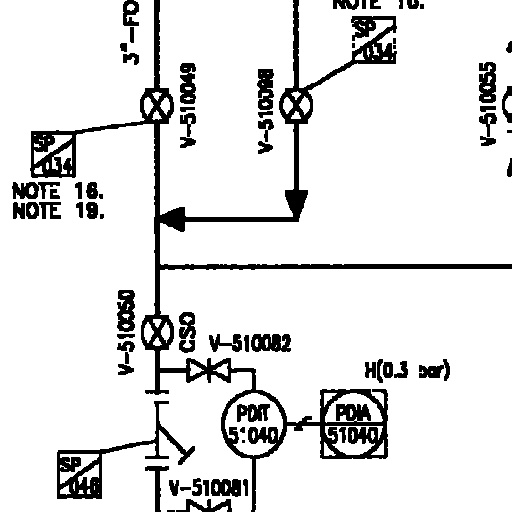 NOTE 16.
SP
034
3"-FO
V-510049
V-510098
V-510055
SP
034
NOTE 16.
NOTE 19.
V-510050
CSO
V-510082
H(0.3 bar)
PDIT
51040
PDIA
51040
SP
046
V-510081